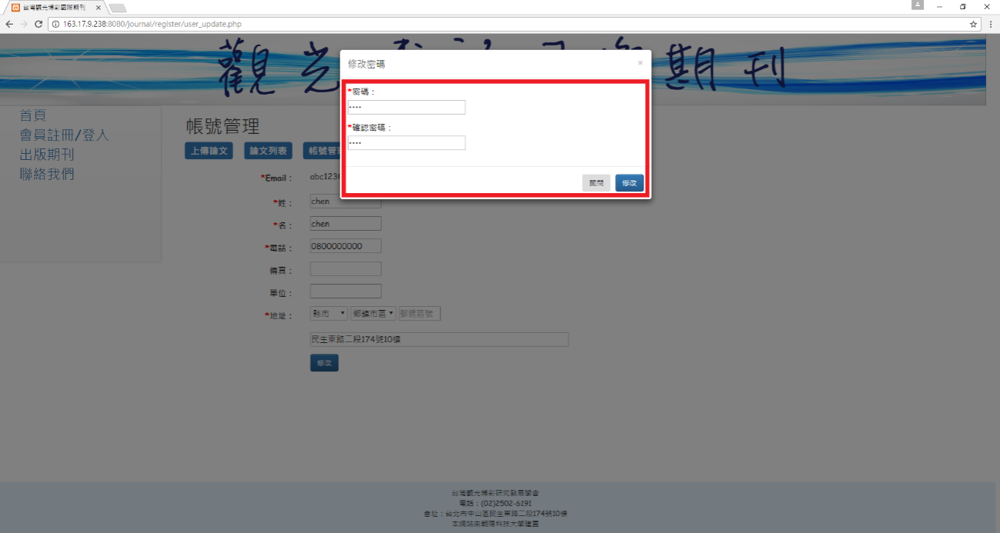 台灣觀光博彩國際期刊
163.17.9.238:8080/journal/register/user_update.php
觀光
期刊
修改密碼
×
*密碼：
••••
*確認密碼：
••••
關閉 修改
首頁
會員註冊/登入
出版期刊
聯絡我們
帳號管理
上傳論文 論文列表 帳號管
*Email： abc123
*姓： chen
*名： chen
*電話： 0800000000
傳真：
單位：
*地址： 縣市 鄉鎮市區 郵遞區號
民生東路二段174號10樓
修改
台灣觀光博彩研究發展學會
電話：(02)2502-6191
會址：台北市中山區民生東路二段174號10樓
本網站由朝陽科技大學建置